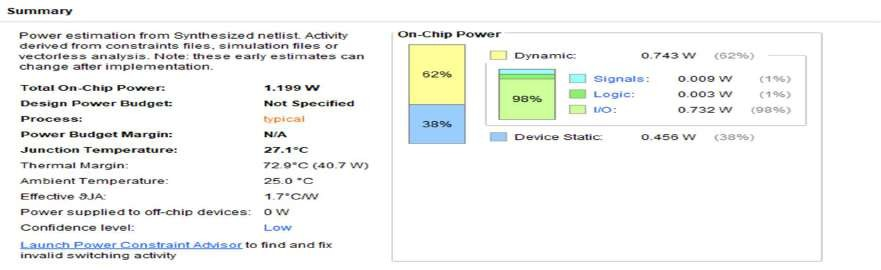 Summary
Power estimation from Synthesized netlist. Activity
derived from constraints files, simulation files or
vectorless analysis. Note: these early estimates can
change after implementation.
Total On-Chip Power: 1.199 W
Design Power Budget: Not Specified
Process: typical
Power Budget Margin: N/A
Junction Temperature: 27.1°C
Thermal Margin: 72.9°C (40.7 W)
Ambient Temperature: 25.0 °C
Effective ϑJA: 1.7°C/W
Power supplied to off-chip devices: 0 W
Confidence level: Low
Launch Power Constraint Advisor to find and fix
invalid switching activity
On-Chip Power
62%
38%
Dynamic: 0.743 W (62%)
98%
Signals: 0.009 W (1%)
Logic: 0.003 W (1%)
I/O: 0.732 W (98%)
Device Static: 0.456 W (38%)